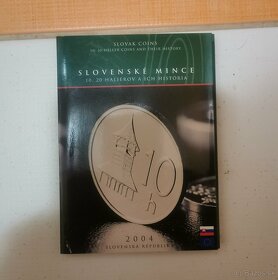 SLOVAK COINS
10, 20 HALIER COINS AND THEIR HISTORY
SLOVENSKÉ MINCE
10, 20 HALIEROV A ICH HISTÓRIA
10
h
2004
SLOVENSKÁ REPUBLIKA